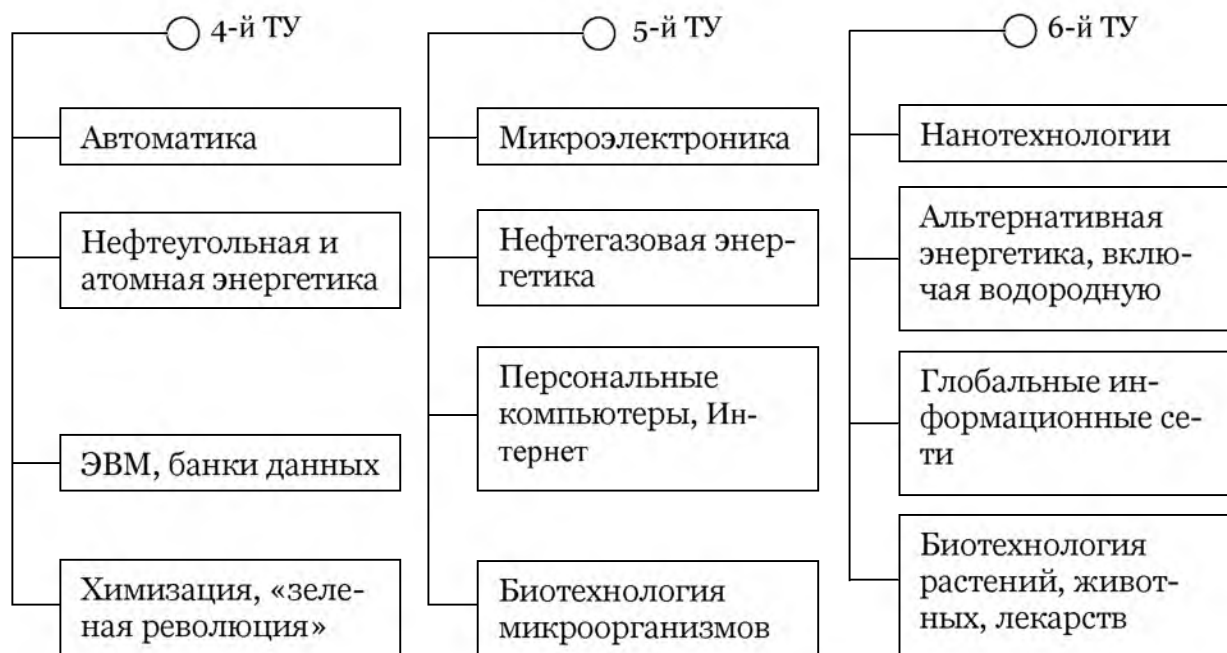 4-й ТУ
Автоматика
Нефтеугольная и
атомная энергетика
ЭВМ, банки данных
Химизация, «зеле-
ная революция»
5-й ТУ
Микроэлектроника
Нефтегазовая энер-
гетика
Персональные
компьютеры, Ин-
тернет
Биотехнология
микроорганизмов
6-й ТУ
Нанотехнологии
Альтернативная
энергетика, вклю-
чая водородную
Глобальные ин-
формационные се-
ти
Биотехнология
растений, живот-
ных, лекарств